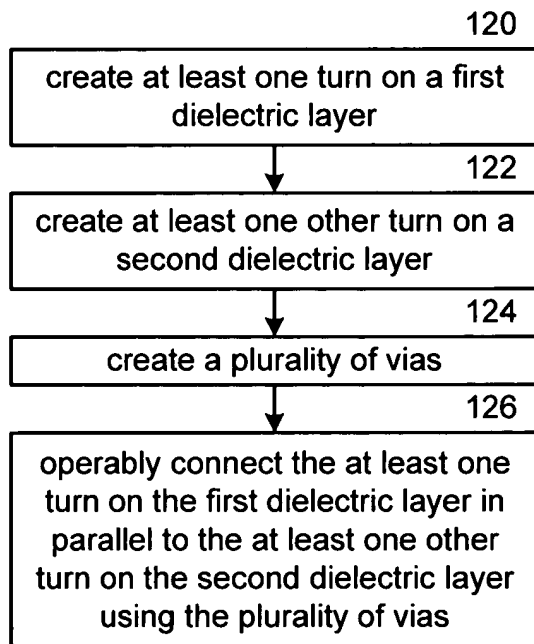 120
create at least one turn on a first
dielectric layer
122
create at least one other turn on a
second dielectric layer
124
create a plurality of vias
126
operably connect the at least one
turn on the first dielectric layer in
parallel to the at least one other
turn on the second dielectric layer
using the plurality of vias